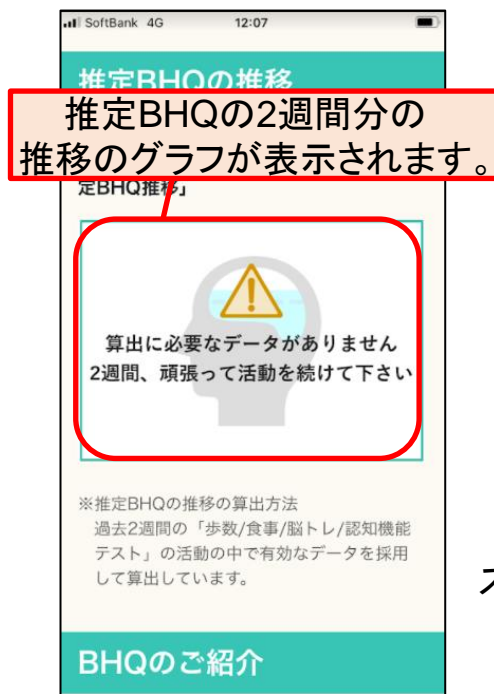 SoftBank 4G 12:07
推定BHQの推移
推定BHQの2週間分の
推移のグラフが表示されます。
定BHQ推移」
算出に必要なデータがありません
2週間、頑張って活動を続けて下さい
※推定BHQの推移の算出方法
過去2週間の「歩数/食事/脳トレ/認知機能
テスト」の活動の中で有効なデータを採用
して算出しています。
BHQのご紹介